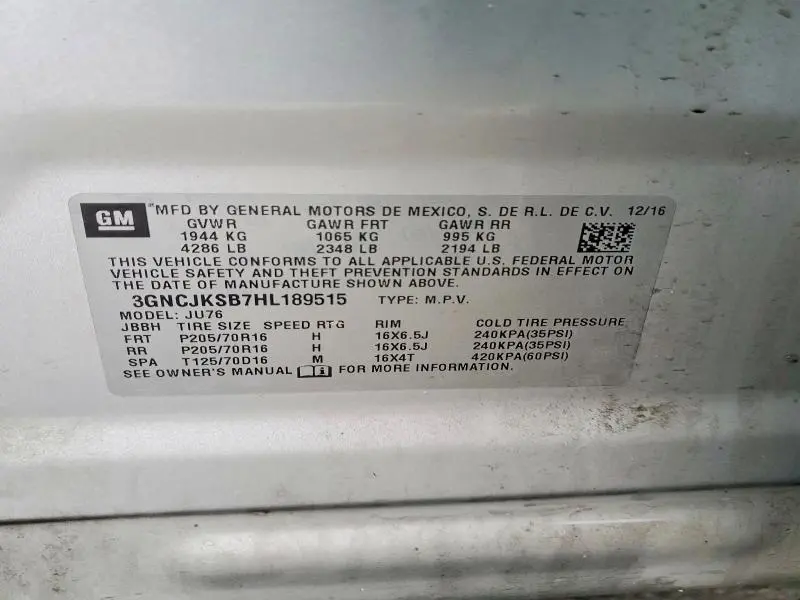 GM
MFD BY GENERAL MOTORS DE MEXICO, S. DE R.L. DE C.V. 12/16
GVWR GAWR FRT GAWR RR
1944 KG 1065 KG 995 KG
4286 LB 2348 LB 2194 LB
THIS VEHICLE CONFORMS TO ALL APPLICABLE U.S. FEDERAL MOTOR
VEHICLE SAFETY AND THEFT PREVENTION STANDARDS IN EFFECT ON
THE DATE OF MANUFACTURE SHOWN ABOVE.
3GNCJKSB7HL189515 TYPE: M.P.V.
MODEL: JU76
JBBH TIRE SIZE SPEED RTG RIM COLD TIRE PRESSURE
FRT P205/70R16 H 16X6.5J 240KPA(35PSI)
RR P205/70R16 H 16X6.5J 240KPA(35PSI)
SPA T125/70D16 M 16X4T 420KPA(60PSI)
SEE OWNER'S MANUAL FOR MORE INFORMATION.